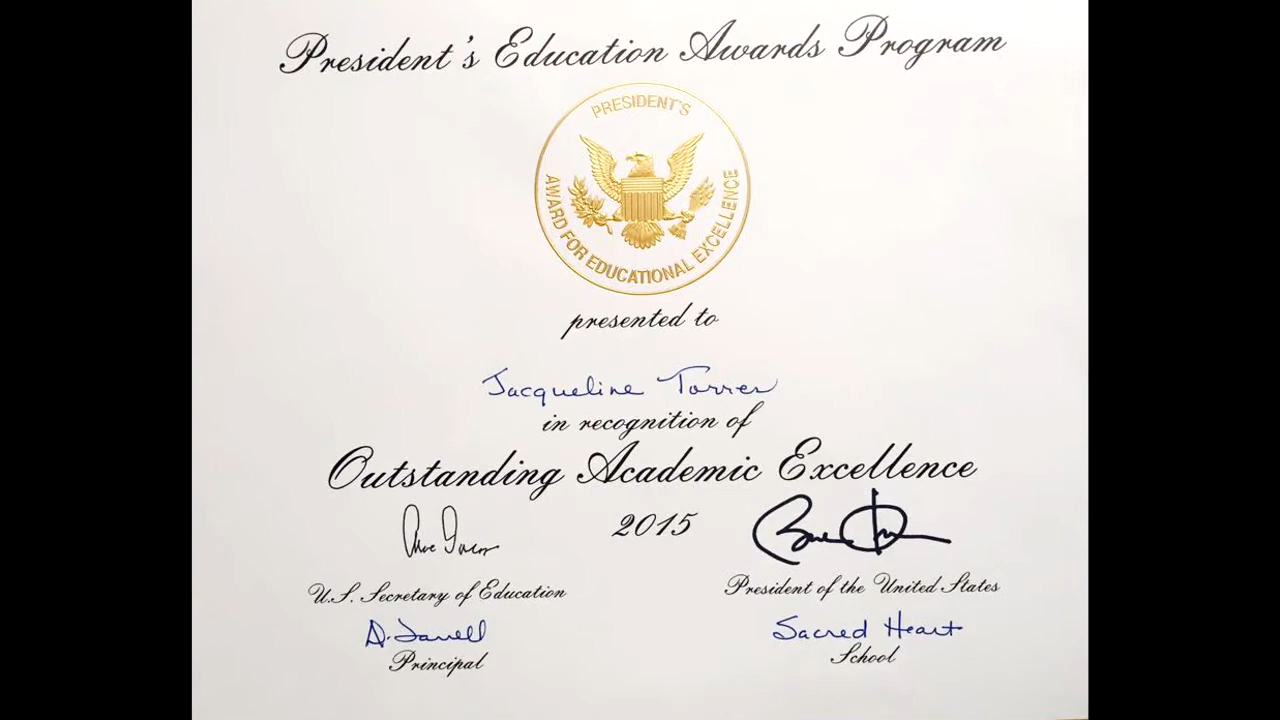 President's Education Awards Program
PRESIDENT'S
AWARD FOR EDUCATIONAL EXCELLENCE
presented to
Jacqueline Torres
in recognition of
Outstanding Academic Excellence
2015
U.S. Secretary of Education
President of the United States
Sacred Heart
Principal
School